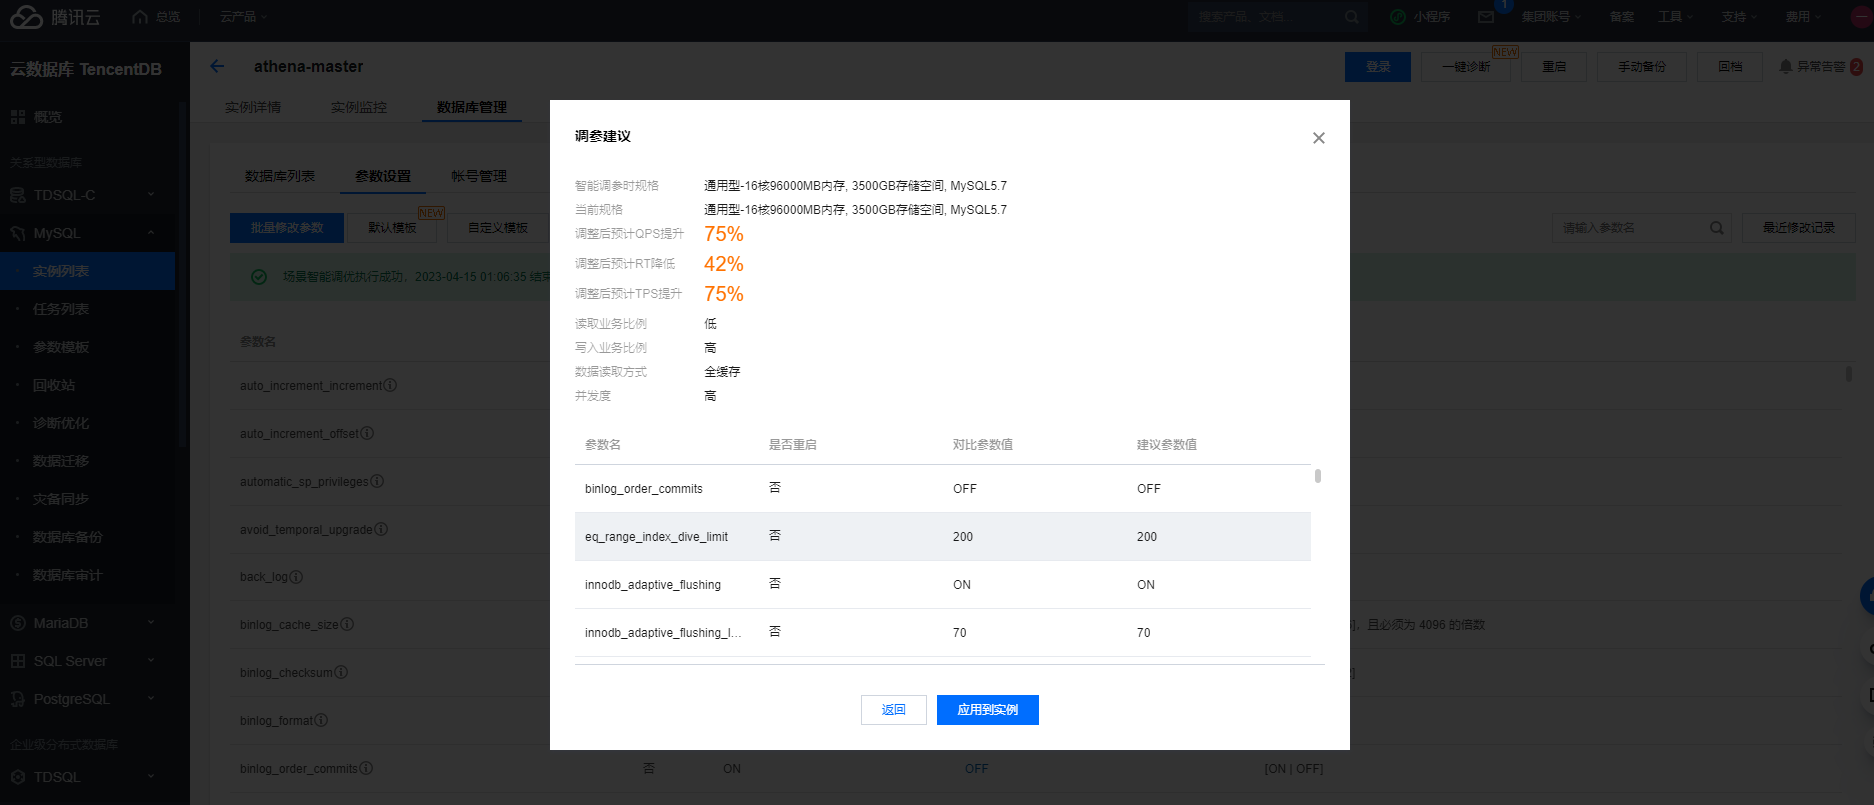 腾讯云
总览
云产品
搜索产品、文档...
小程序
1
集团账号
备案
工具
支持
费用
云数据库 TencentDB
athena-master
登录
一键诊断
NEW
重启
手动备份
回档
异常告警
2
实例详情
实例监控
数据库管理
概览
关系型数据库
TDSQL-C
MySQL
实例列表
任务列表
参数模板
回收站
诊断优化
数据迁移
灾备同步
数据库备份
数据库审计
MariaDB
SQL Server
PostgreSQL
企业级分布式数据库
TDSQL
数据库列表
参数设置
帐号管理
批量修改参数
默认模板
NEW
自定义模板
请输入参数名
最近修改记录
场景智能调优执行成功，2023-04-15 01:06:35 结束
参数名
auto_increment_increment
auto_increment_offset
automatic_sp_privileges
avoid_temporal_upgrade
back_log
binlog_cache_size
，且必须为 4096 的倍数
binlog_checksum
binlog_format
binlog_order_commits
否
ON
OFF
[ON | OFF]
调参建议
智能调参时规格
通用型-16核96000MB内存, 3500GB存储空间, MySQL5.7
当前规格
通用型-16核96000MB内存, 3500GB存储空间, MySQL5.7
调整后预计QPS提升
75%
调整后预计RT降低
42%
调整后预计TPS提升
75%
读取业务比例
低
写入业务比例
高
数据读取方式
全缓存
并发度
高
参数名
是否重启
对比参数值
建议参数值
binlog_order_commits
否
OFF
OFF
eq_range_index_dive_limit
否
200
200
innodb_adaptive_flushing
否
ON
ON
innodb_adaptive_flushing_l...
否
70
70
返回
应用到实例